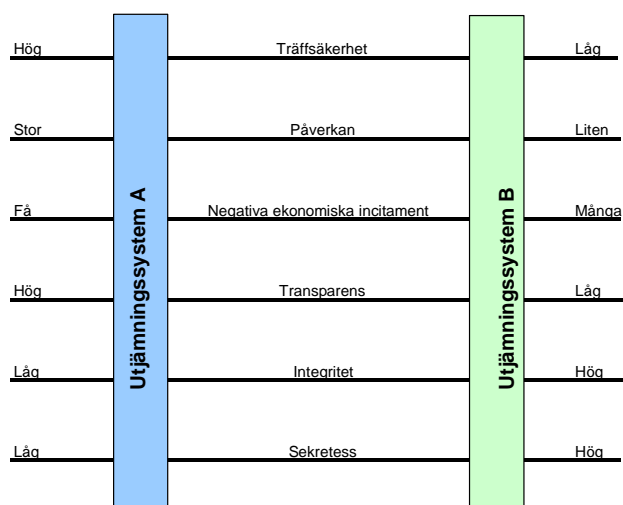 Hög Träffsäkerhet Låg
Stor Påverkan Liten
Få Negativa ekonomiska incitament Många
Hög Transparens Låg
Låg Integritet Hög
Låg Sekretess Hög
Utjämningssystem A
Utjämningssystem B